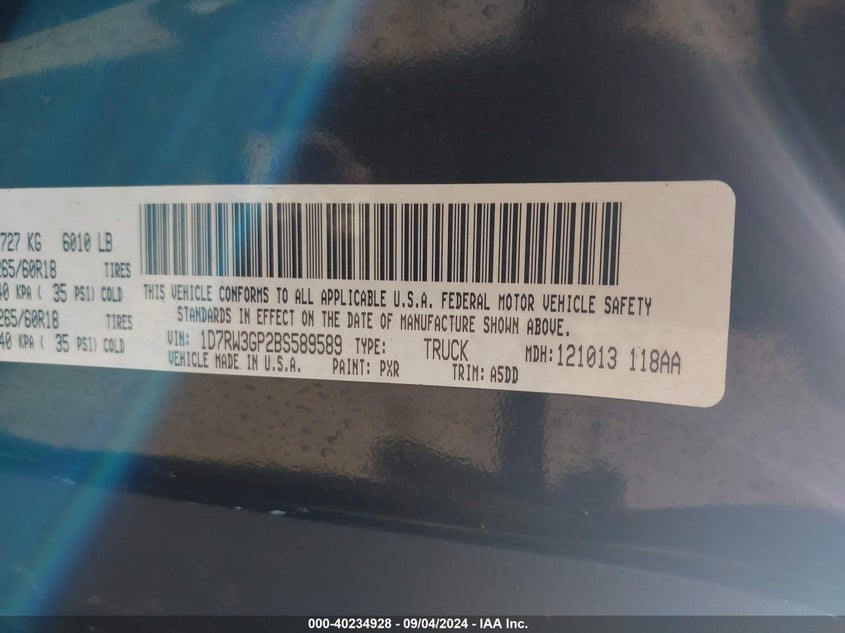 727 KG 6010 LB
265/60R18 TIRES
40 KPA ( 35 PSI) COLD
265/60R18 TIRES
40 KPA ( 35 PSI) COLD
THIS VEHICLE CONFORMS TO ALL APPLICABLE U.S.A. FEDERAL MOTOR VEHICLE SAFETY
STANDARDS IN EFFECT ON THE DATE OF MANUFACTURE SHOWN ABOVE.
VIN: 1D7RW3GP2BS589589 TYPE: TRUCK MDH:121013 118AA
VEHICLE MADE IN U.S.A. PAINT: PXR TRIM: A5DD
000-40234928 - 09/04/2024 - IAA Inc.